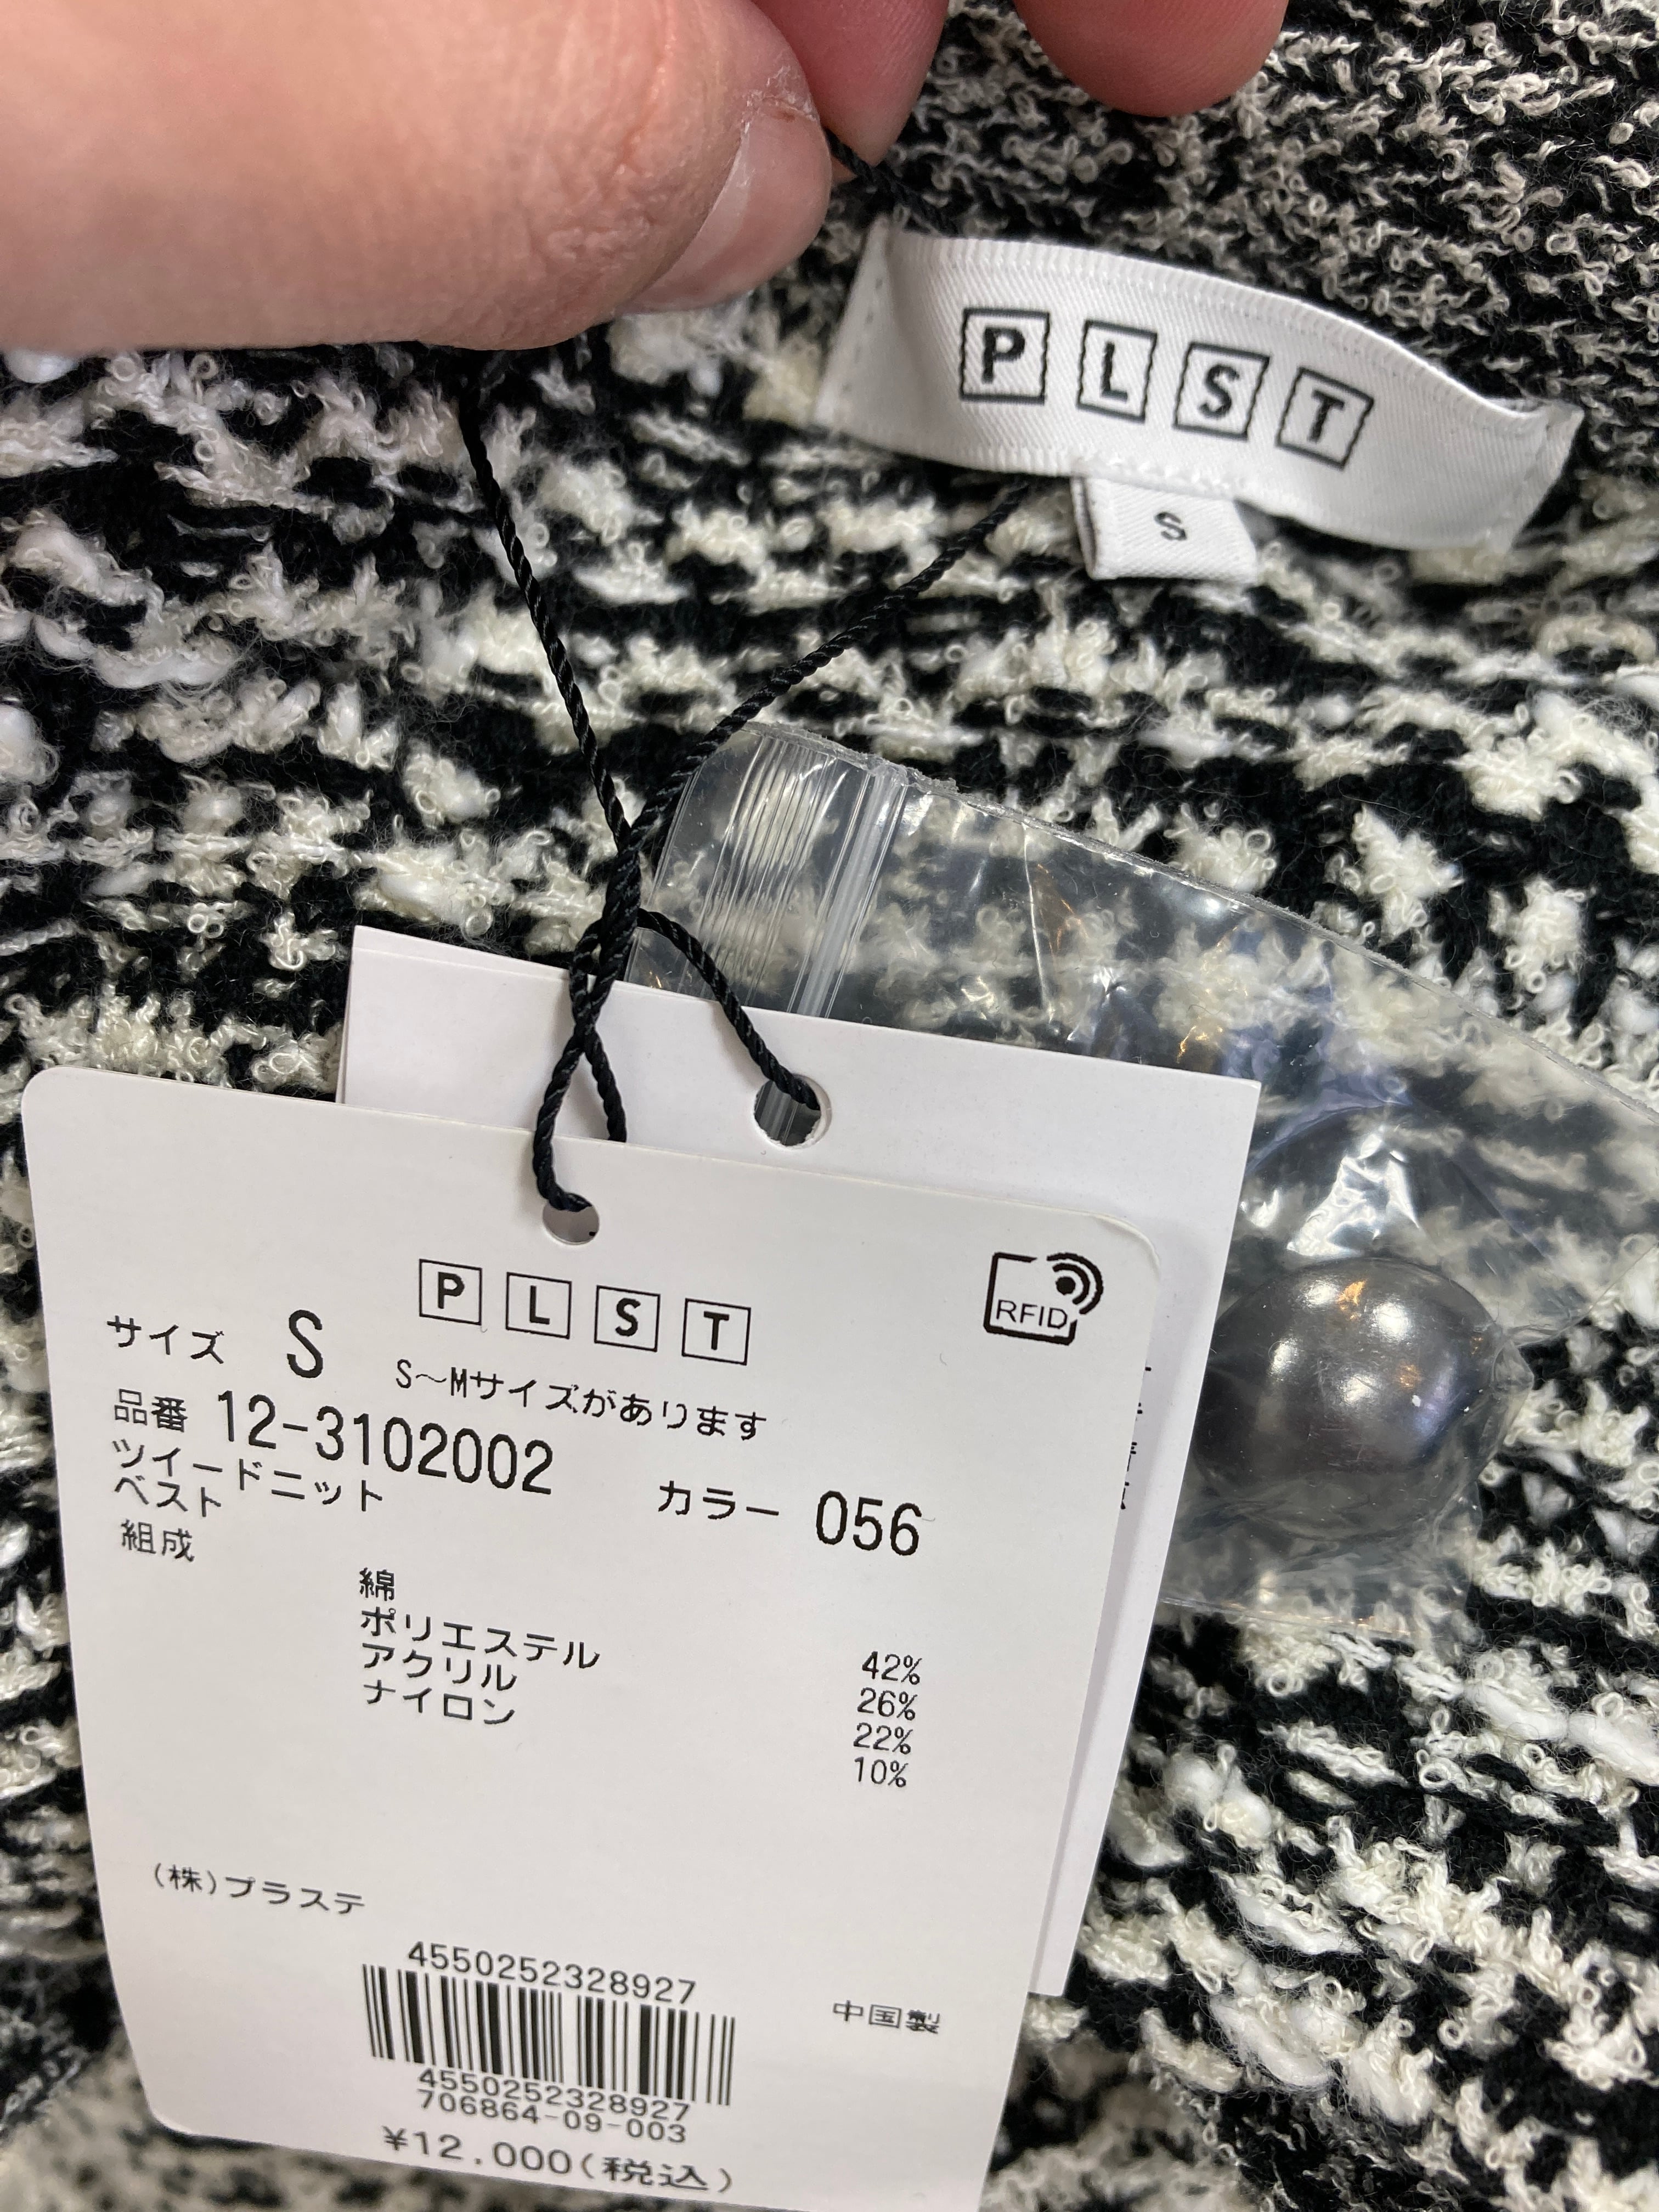 PLST
S
PLST
RFID
サイズ S S～Mサイズがあります
品番 12-3102002
ツイードニット
ベスト
カラー 056
組成
綿 42%
ポリエステル 26%
アクリル 22%
ナイロン 10%
(株)プラステ
4550252328927
中国製
4550252328927
706864-09-003
¥12,000(税込)